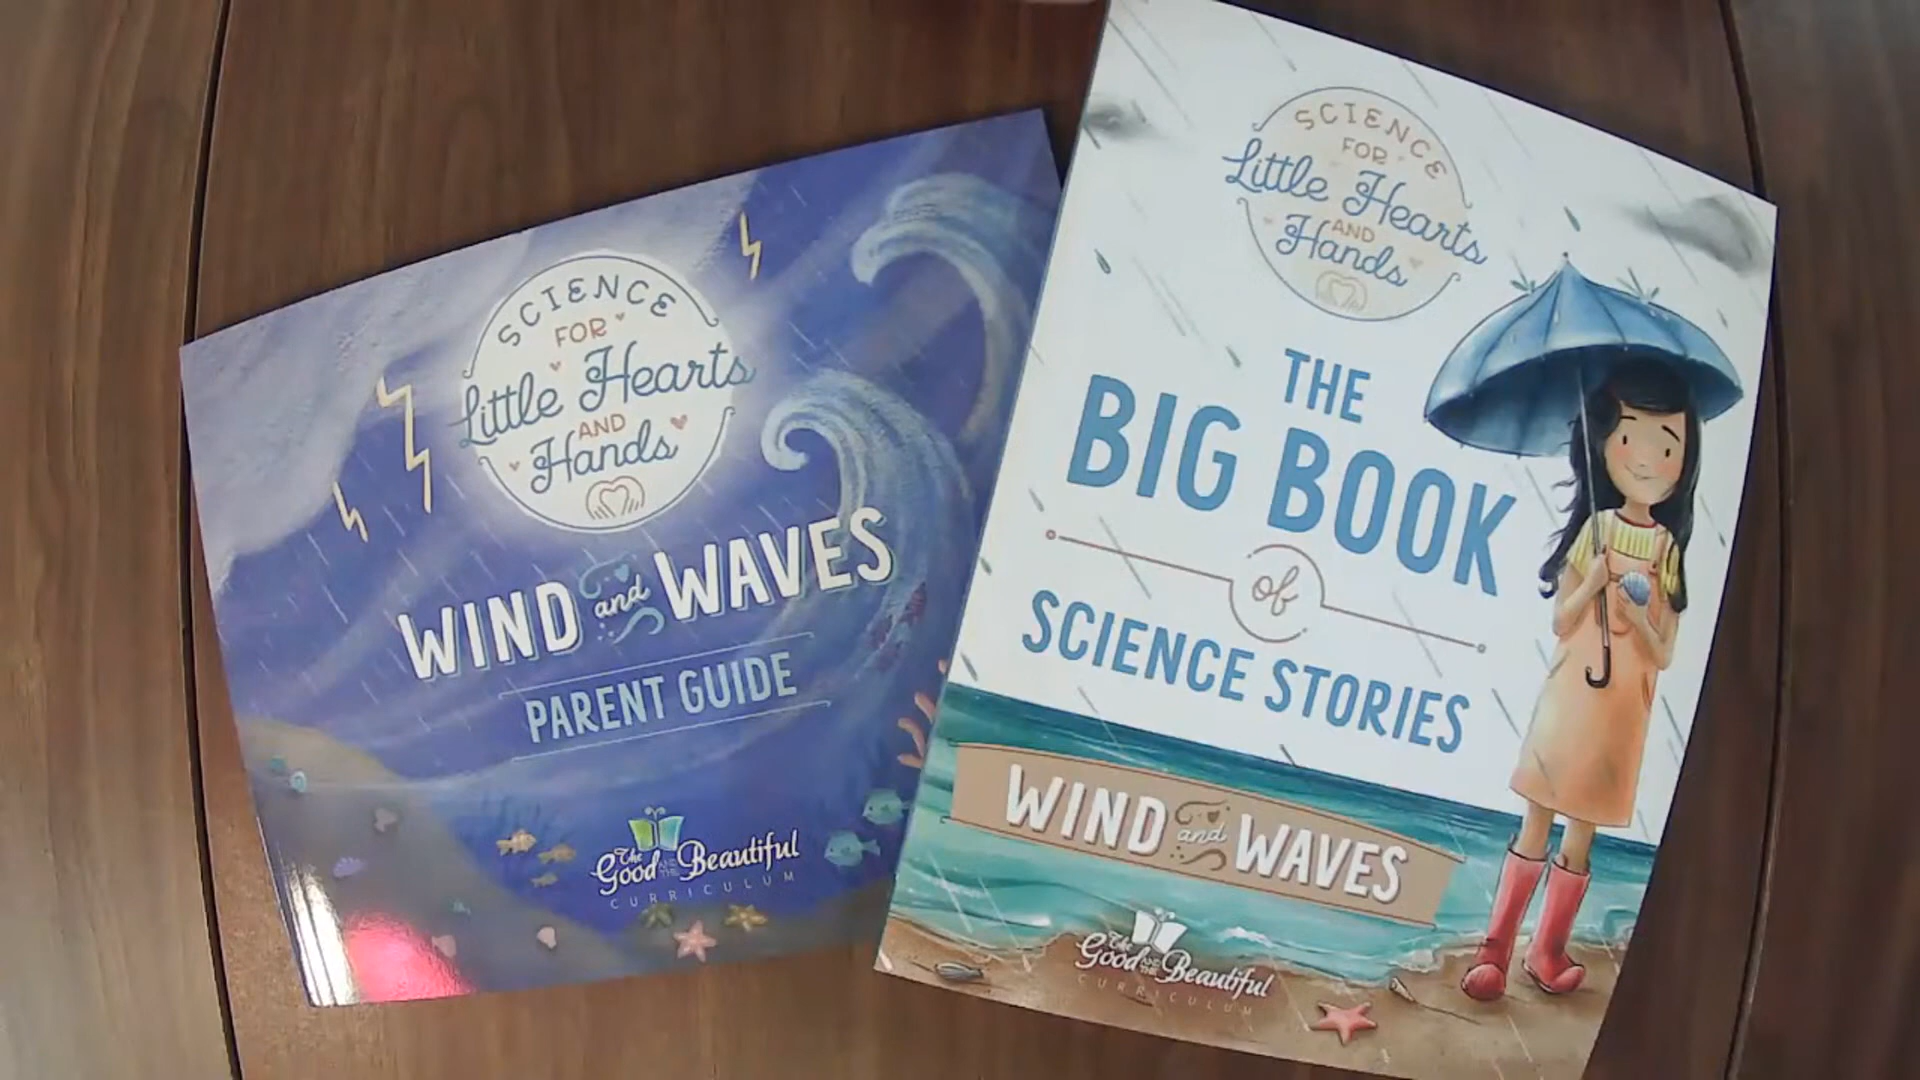 SCIENCE
FOR
Little Hearts
AND
Hands
WIND and WAVES
PARENT GUIDE
The
Good AND THE Beautiful
CURRICULUM
SCIENCE
FOR
Little Hearts
AND
Hands
THE
BIG BOOK
of
SCIENCE STORIES
WIND and WAVES
The
Good AND THE Beautiful
CURRICULUM